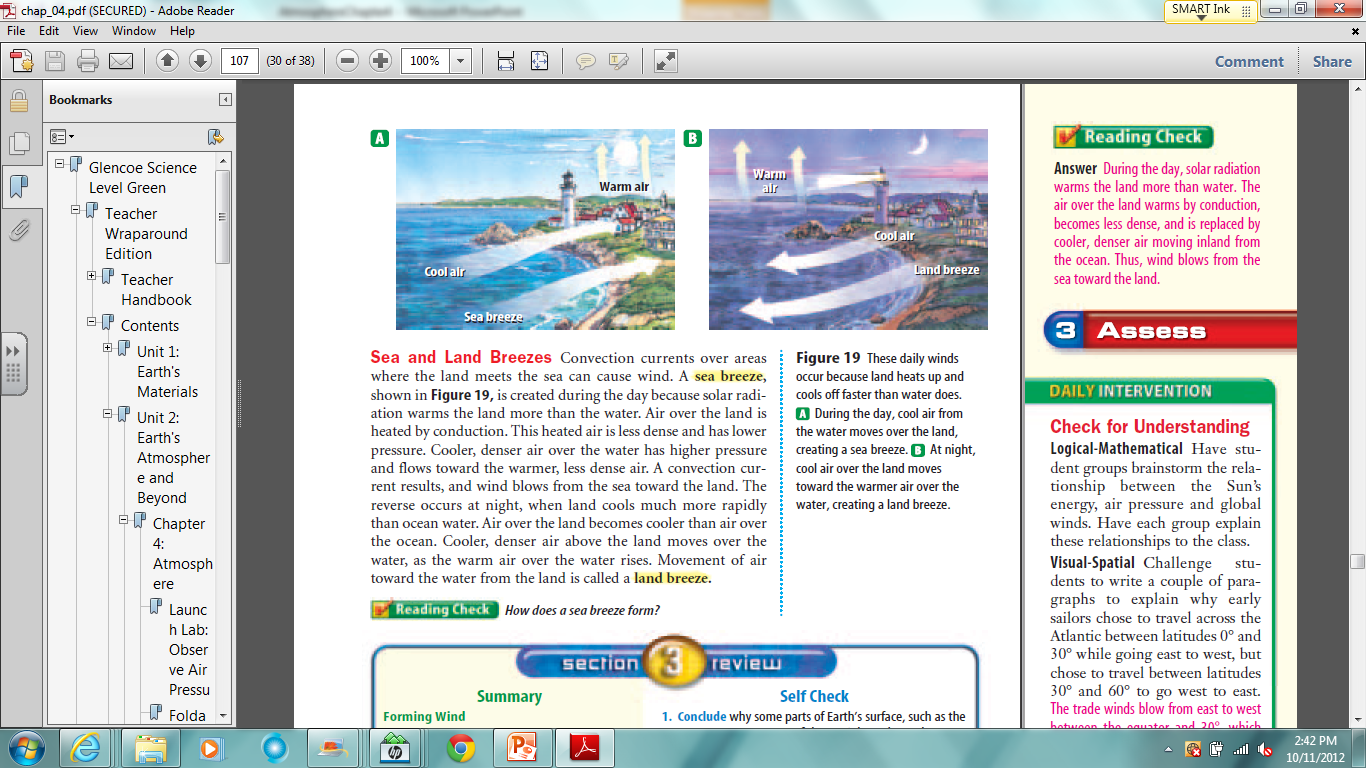 chap_04.pdf (SECURED) - Adobe Reader
SMART Ink
File Edit View Window Help
107 (30 of 38) 100% Comment Share
Bookmarks
Glencoe Science
Level Green
Teacher
Wraparound
Edition
Teacher
Handbook
Contents
Unit 1:
Earth's
Materials
Unit 2:
Earth's
Atmospher
e and
Beyond
Chapter
4:
Atmosph
ere
Launc
h Lab:
Obser
ve Air
Pressu
Folda
A
Warm air
Cool air
Sea breeze
B
Warm
air
Cool air
Land breeze
Sea and Land Breezes Convection currents over areas
where the land meets the sea can cause wind. A sea breeze,
shown in Figure 19, is created during the day because solar radi-
ation warms the land more than the water. Air over the land is
heated by conduction. This heated air is less dense and has lower
pressure. Cooler, denser air over the water has higher pressure
and flows toward the warmer, less dense air. A convection cur-
rent results, and wind blows from the sea toward the land. The
reverse occurs at night, when land cools much more rapidly
than ocean water. Air over the land becomes cooler than air over
the ocean. Cooler, denser air above the land moves over the
water, as the warm air over the water rises. Movement of air
toward the water from the land is called a land breeze.
Reading Check How does a sea breeze form?
Figure 19 These daily winds
occur because land heats up and
cools off faster than water does.
A During the day, cool air from
the water moves over the land,
creating a sea breeze. B At night,
cool air over the land moves
toward the warmer air over the
water, creating a land breeze.
section 3 review
Summary
Forming Wind
Self Check
1. Conclude why some parts of Earth's surface, such as the
Reading Check
Answer During the day, solar radiation
warms the land more than water. The
air over the land warms by conduction,
becomes less dense, and is replaced by
cooler, denser air moving inland from
the ocean. Thus, wind blows from the
sea toward the land.
3 Assess
DAILY INTERVENTION
Check for Understanding
Logical-Mathematical Have stu-
dent groups brainstorm the rela-
tionship between the Sun's
energy, air pressure and global
winds. Have each group explain
these relationships to the class.
Visual-Spatial Challenge stu-
dents to write a couple of para-
graphs to explain why early
sailors chose to travel across the
Atlantic between latitudes 0° and
30° while going east to west, but
chose to travel between latitudes
30° and 60° to go west to east.
The trade winds blow from east to west
between the equator and 30°, which
2:42 PM
10/11/2012